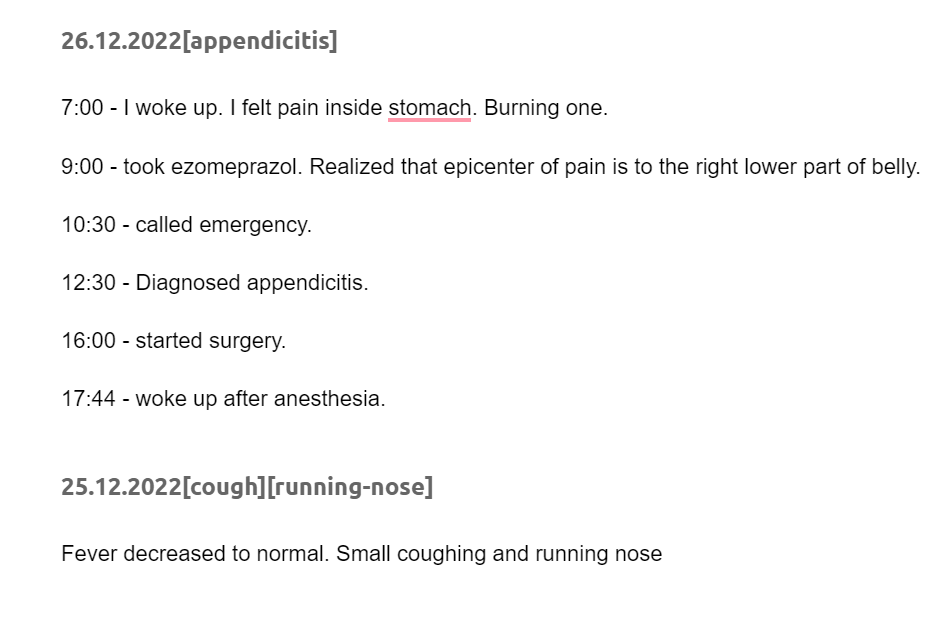 26.12.2022[appendicitis]
7:00 - I woke up. I felt pain inside stomach. Burning one.
9:00 - took ezomeprazol. Realized that epicenter of pain is to the right lower part of belly.
10:30 - called emergency.
12:30 - Diagnosed appendicitis.
16:00 - started surgery.
17:44 - woke up after anesthesia.
25.12.2022[cough][running-nose]
Fever decreased to normal. Small coughing and running nose